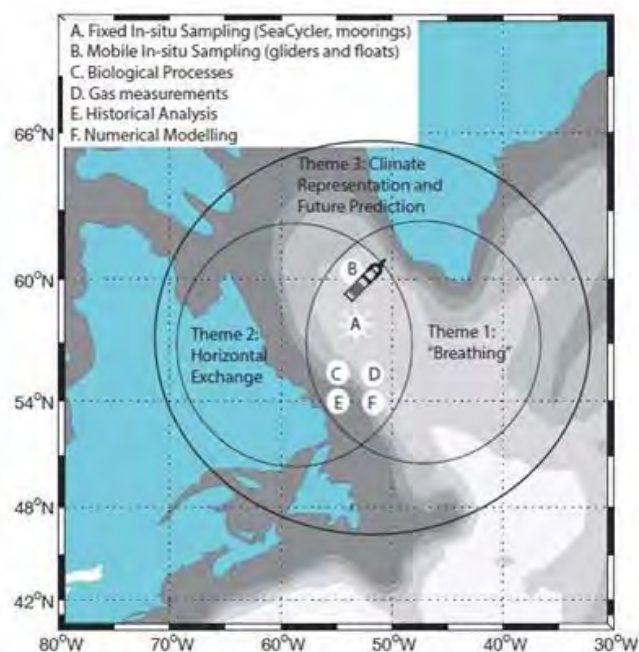 A. Fixed In-situ Sampling (SeaCycler, moorings)
B. Mobile In-situ Sampling (gliders and floats)
C. Biological Processes
D. Gas measurements
E. Historical Analysis
F. Numerical Modelling
66°N
Theme 3: Climate
Representation and
Future Prediction
60°N
B
A
Theme 2:
Horizontal
Exchange
Theme 1:
"Breathing"
C D
54°N
E F
48°N
42°N
80°W 70°W 60°W 50°W 40°W 30°W